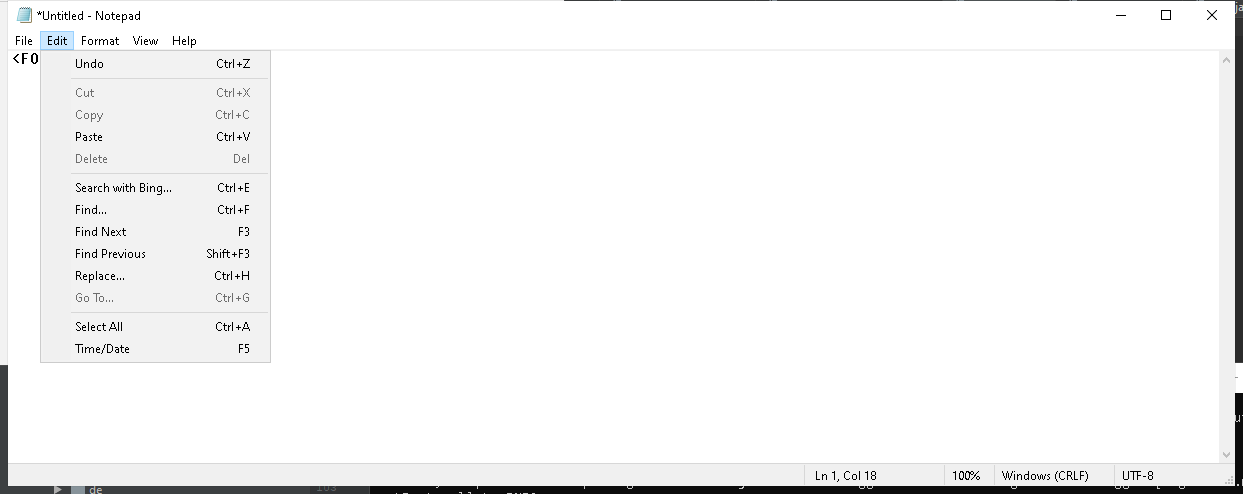 *Untitled - Notepad
File Edit Format View Help
<FO
Undo Ctrl+Z
Cut Ctrl+X
Copy Ctrl+C
Paste Ctrl+V
Delete Del
Search with Bing... Ctrl+E
Find... Ctrl+F
Find Next F3
Find Previous Shift+F3
Replace... Ctrl+H
Go To... Ctrl+G
Select All Ctrl+A
Time/Date F5
Ln 1, Col 18 100% Windows (CRLF) UTF-8
de